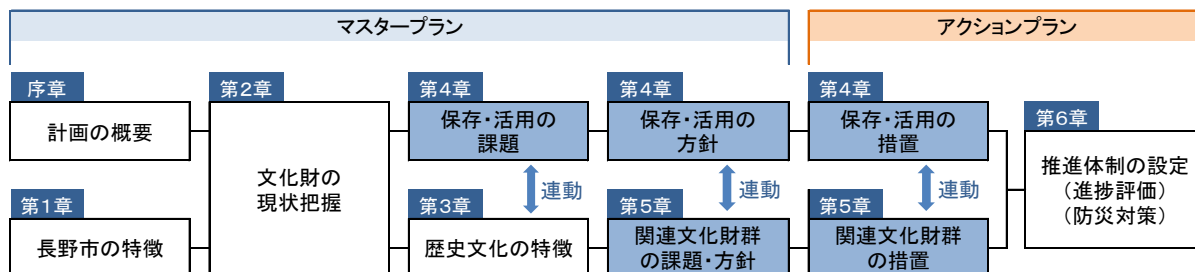 マスタープラン
アクションプラン
序章
計画の概要
第1章
長野市の特徴
第2章
文化財の
現状把握
第4章
保存・活用の
課題
連動
第3章
歴史文化の特徴
第4章
保存・活用の
方針
連動
第5章
関連文化財群
の課題・方針
第4章
保存・活用の
措置
連動
第5章
関連文化財群
の措置
第6章
推進体制の設定
（進捗評価）
（防災対策）